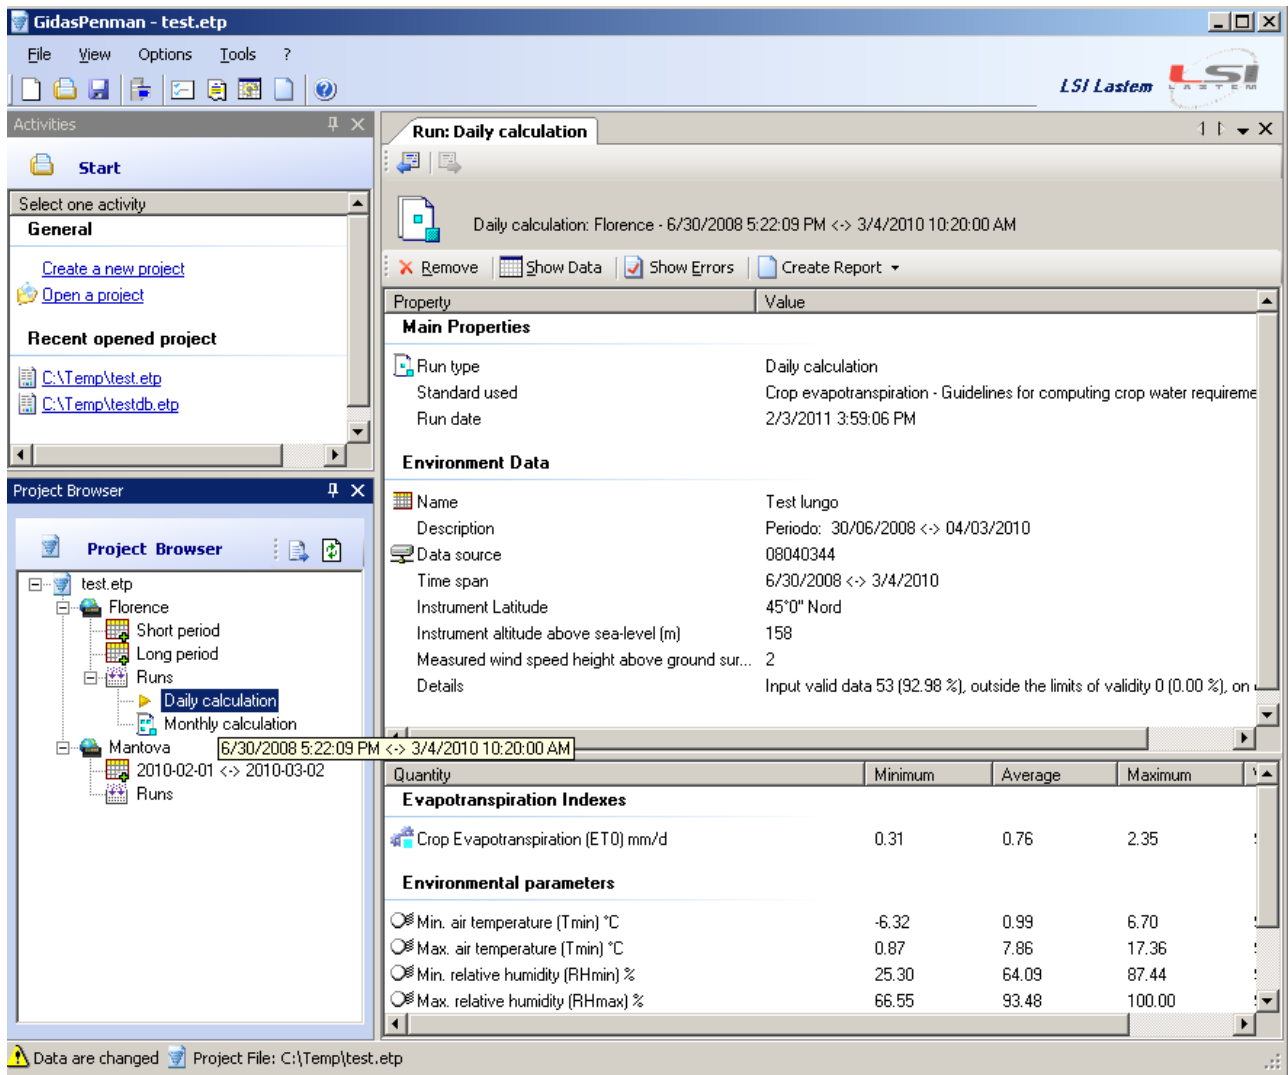 GidasPenman - test.etp
File View Options Tools ?
LSI Lastem
LSI
LASTEM
Activities
Start
Select one activity
General
Create a new project
Open a project
Recent opened project
C:\Temp\test.etp
C:\Temp\testdb.etp
Project Browser
Project Browser
test.etp
Florence
Short period
Long period
Runs
Daily calculation
Monthly calculation
Mantova
6/30/2008 5:22:09 PM <-> 3/4/2010 10:20:00 AM
2010-02-01 <-> 2010-03-02
Runs
Run: Daily calculation
Daily calculation: Florence - 6/30/2008 5:22:09 PM <-> 3/4/2010 10:20:00 AM
Remove Show Data Show Errors Create Report
Property Value
Main Properties
Run type Daily calculation
Standard used Crop evapotranspiration - Guidelines for computing crop water requireme
Run date 2/3/2011 3:59:06 PM
Environment Data
Name Test lungo
Description Periodo: 30/06/2008 <-> 04/03/2010
Data source 08040344
Time span 6/30/2008 <-> 3/4/2010
Instrument Latitude 45°0" Nord
Instrument altitude above sea-level (m) 158
Measured wind speed height above ground sur... 2
Details Input valid data 53 (92.98 %), outside the limits of validity 0 (0.00 %), on
Quantity Minimum Average Maximum
Evapotranspiration Indexes
Crop Evapotranspiration (ET0) mm/d 0.31 0.76 2.35
Environmental parameters
Min. air temperature (Tmin) °C -6.32 0.99 6.70
Max. air temperature (Tmin) °C 0.87 7.86 17.36
Min. relative humidity (RHmin) % 25.30 64.09 87.44
Max. relative humidity (RHmax) % 66.55 93.48 100.00
Data are changed Project File: C:\Temp\test.etp